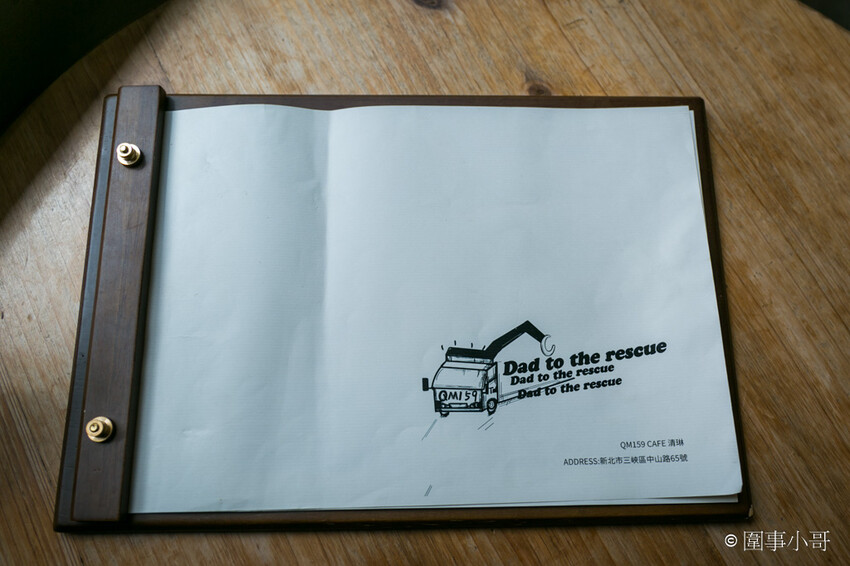 Dad to the rescue
Dad to the rescue
Dad to the rescue
QM159
QM159 CAFE 清琳
ADDRESS:新北市三峽區中山路65號
© 圍事小哥